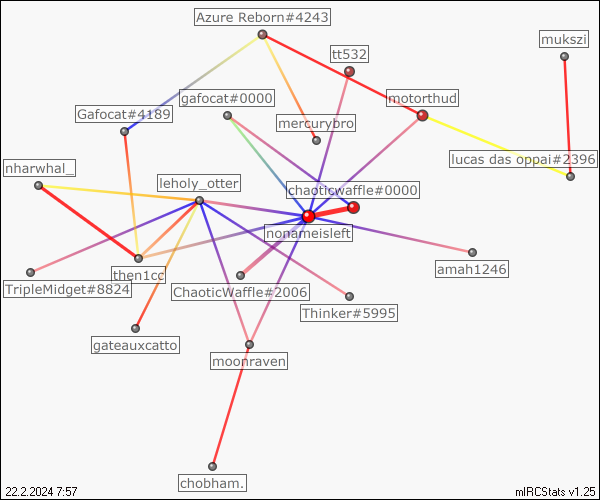 Azure Reborn#4243
mukszi
tt532
gafocat#0000
motorthud
Gafocat#4189
mercurybro
lucas das oppai#2396
nharwhal_
leholy_otter
chaoticwaffle#0000
nonameisleft
then1cc
amah1246
TripleMidget#8824
ChaoticWaffle#2006
Thinker#5995
gateauxcatto
moonraven
chobham.
22.2.2024 7:57
mIRCStats v1.25